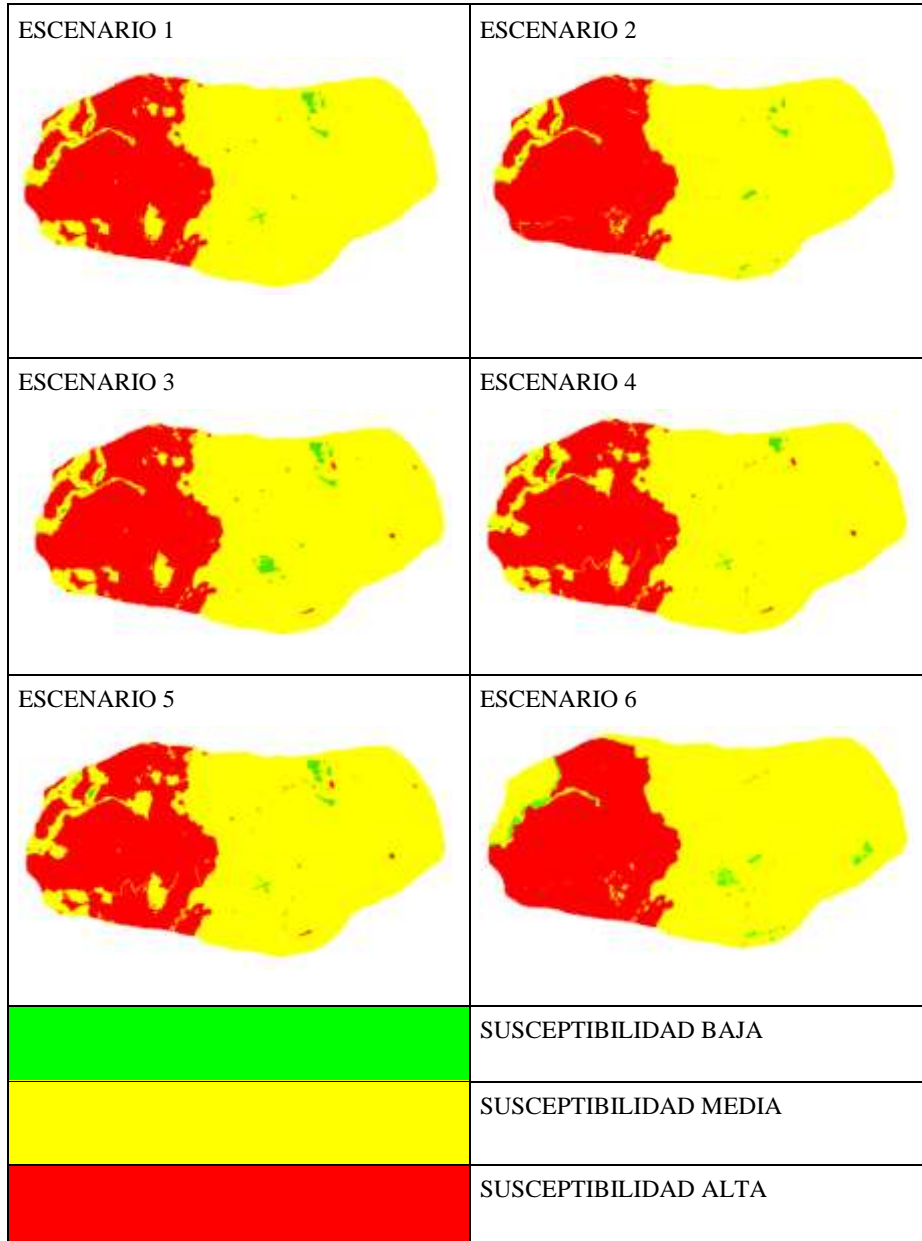 ESCENARIO 1
ESCENARIO 2
ESCENARIO 3
ESCENARIO 4
ESCENARIO 5
ESCENARIO 6
SUSCEPTIBILIDAD BAJA
SUSCEPTIBILIDAD MEDIA
SUSCEPTIBILIDAD ALTA